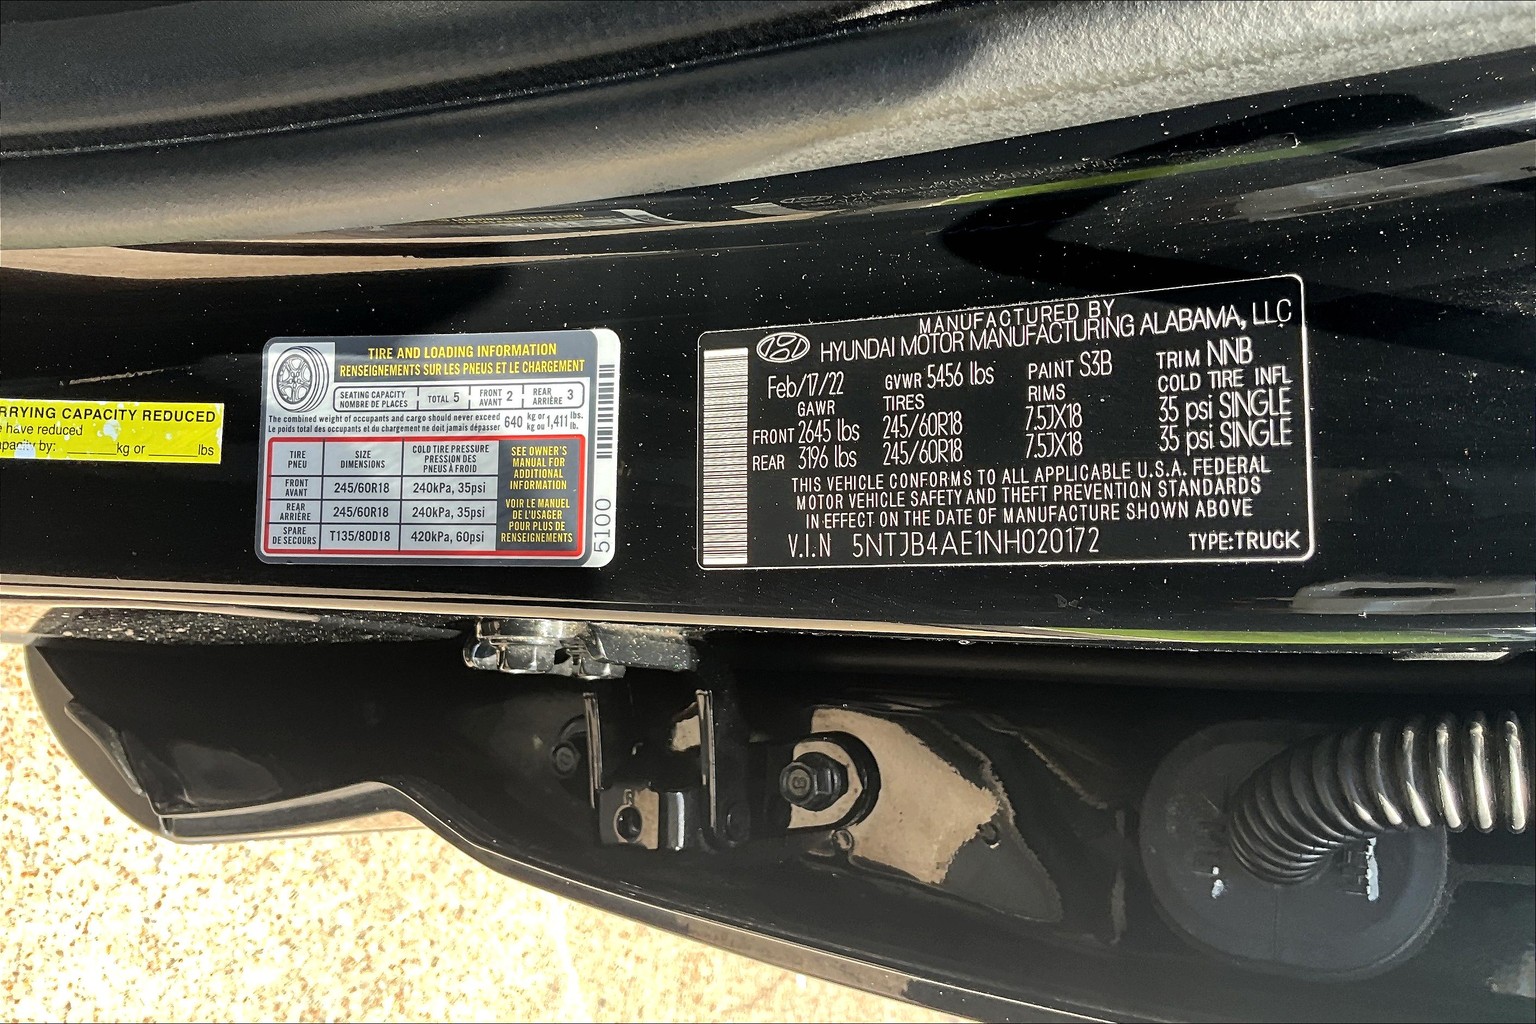 RRYING CAPACITY REDUCED
e have reduced
apacity by: ______kg or ______lbs
TIRE AND LOADING INFORMATION
RENSEIGNEMENTS SUR LES PNEUS ET LE CHARGEMENT
SEATING CAPACITY
NOMBRE DE PLACES
TOTAL 5
FRONT
AVANT 2
REAR
ARRIÈRE 3
The combined weight of occupants and cargo should never exceed
Le poids total des occupants et du chargement ne doit jamais dépasser
640 kg or 1,411 lbs.
kg ou lb.
TIRE
PNEU
SIZE
DIMENSIONS
COLD TIRE PRESSURE
PRESSION DES
PNEUS À FROID
FRONT
AVANT
245/60R18
240kPa, 35psi
REAR
ARRIÈRE
245/60R18
240kPa, 35psi
SPARE
DE SECOURS
T135/80D18
420kPa, 60psi
SEE OWNER'S
MANUAL FOR
ADDITIONAL
INFORMATION
VOIR LE MANUEL
DE L'USAGER
POUR PLUS DE
RENSEIGNEMENTS
5100
MANUFACTURED BY
HYUNDAI MOTOR MANUFACTURING ALABAMA, LLC
Feb/17/22 GVWR 5456 lbs PAINT S3B TRIM NNB
GAWR TIRES RIMS COLD TIRE INFL
FRONT 2645 lbs 245/60R18 7.5JX18 35 psi SINGLE
REAR 3196 lbs 245/60R18 7.5JX18 35 psi SINGLE
THIS VEHICLE CONFORMS TO ALL APPLICABLE U.S.A. FEDERAL
MOTOR VEHICLE SAFETY AND THEFT PREVENTION STANDARDS
IN EFFECT ON THE DATE OF MANUFACTURE SHOWN ABOVE
V.I.N 5NTJB4AE1NH020172 TYPE:TRUCK